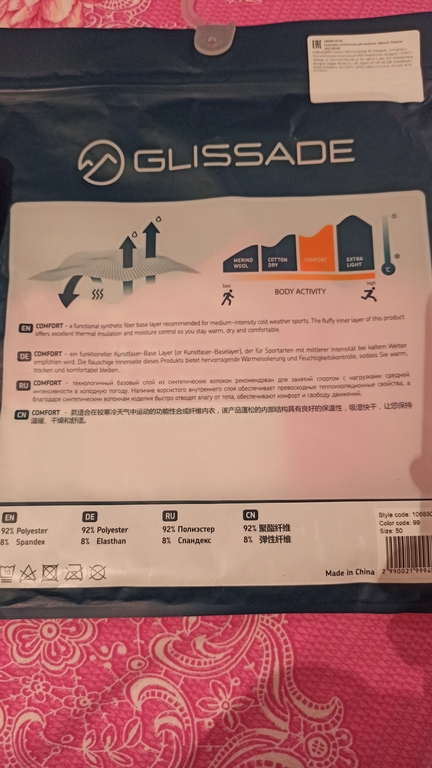 EAC
GLISSADE
MERINO
WOOL
COTTON
DRY
COMFORT
EXTRA
LIGHT
°C
low
BODY ACTIVITY
high
EN COMFORT - a functional synthetic fiber base layer recommended for medium-intensity cold weather sports. The fluffy inner layer of this product
offers excellent thermal insulation and moisture control so you stay warm, dry and comfortable.
DE COMFORT - ein funktioneller Kunstfaser-Base Layer (or Kunstfaser-Baselayer), der für Sportarten mit mittlerer Intensität bei kaltem Wetter
empfohlen wird. Die flauschige Innenseite dieses Produkts bietet hervorragende Wärmeisolierung und Feuchtigkeitskontrolle, sodass Sie warm,
trocken und komfortabel bleiben.
RU COMFORT - технологичный базовый слой из синтетических волокон рекомендован для занятий спортом с нагрузками средней
интенсивности в холодную погоду. Наличие ворсистого внутреннего слоя обеспечивает превосходные теплоизоляционные свойства, а
благодаря синтетическим волокнам изделия быстро отводят влагу от тела, обеспечивают комфорт и свободу движений.
CN COMFORT - 款适合在较寒冷天气中运动的功能性合成纤维内衣，该产品蓬松的内部结构具有良好的保温性，吸湿快干，让您保持
温暖、干燥和舒适。
EN DE RU CN
92% Polyester 92% Polyester 92% Полиэстер 92% 聚酯纤维
8% Spandex 8% Elasthan 8% Спандекс 8% 弹性纤维
Style code:
Color code: 99
Size: 50
Made in China